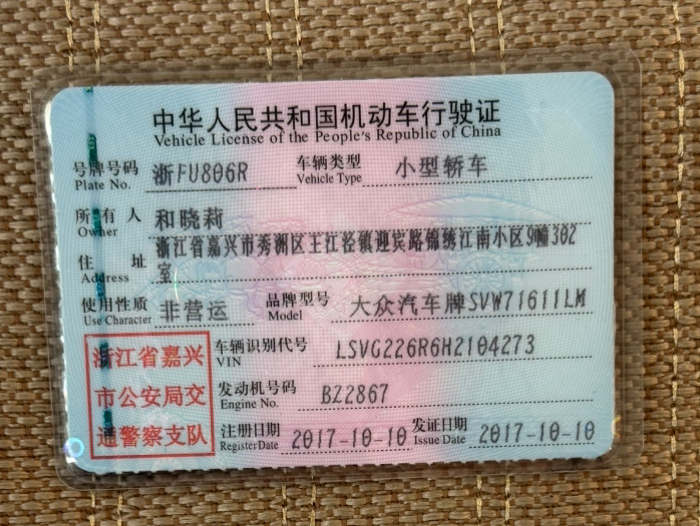 中华人民共和国机动车行驶证
Vehicle License of the People's Republic of China
号牌号码 浙FU806R 车辆类型 小型轿车
Plate No. Vehicle Type
所有人 和晓莉
Owner
浙江省嘉兴市秀洲区王江泾镇迎宾路锦绣江南小区9幢302
住址 室
Address
使用性质 非营运 品牌型号 大众汽车牌SVW71611LM
Use Character Model
浙江省嘉兴 车辆识别代号 LSVG226R6H2104273
VIN
市公安局交 发动机号码 BZ2867
Engine No.
通警察支队 注册日期 2017-10-10 发证日期 2017-10-10
Register Date Issue Date